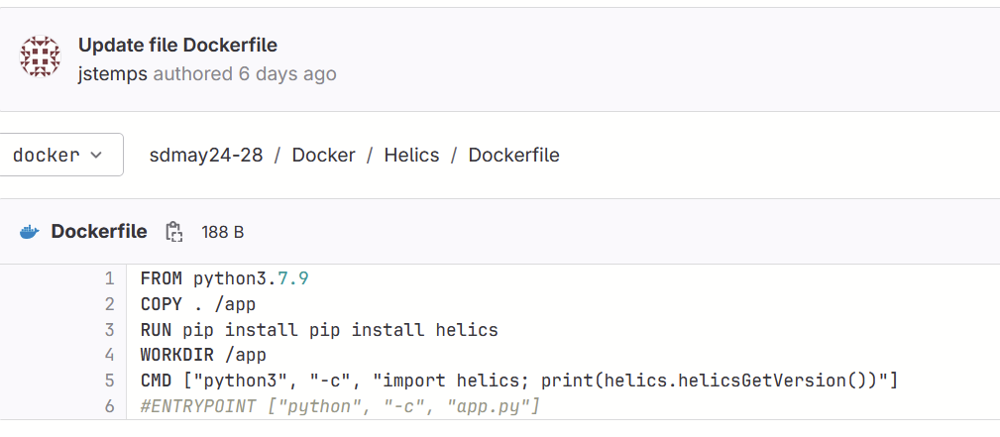 Update file Dockerfile
jstemps authored 6 days ago
docker sdmay24-28 / Docker / Helics / Dockerfile
Dockerfile 188 B
1 FROM python3.7.9
2 COPY . /app
3 RUN pip install pip install helics
4 WORKDIR /app
5 CMD ["python3", "-c", "import helics; print(helics.helicsGetVersion())"]
6 #ENTRYPOINT ["python", "-c", "app.py"]